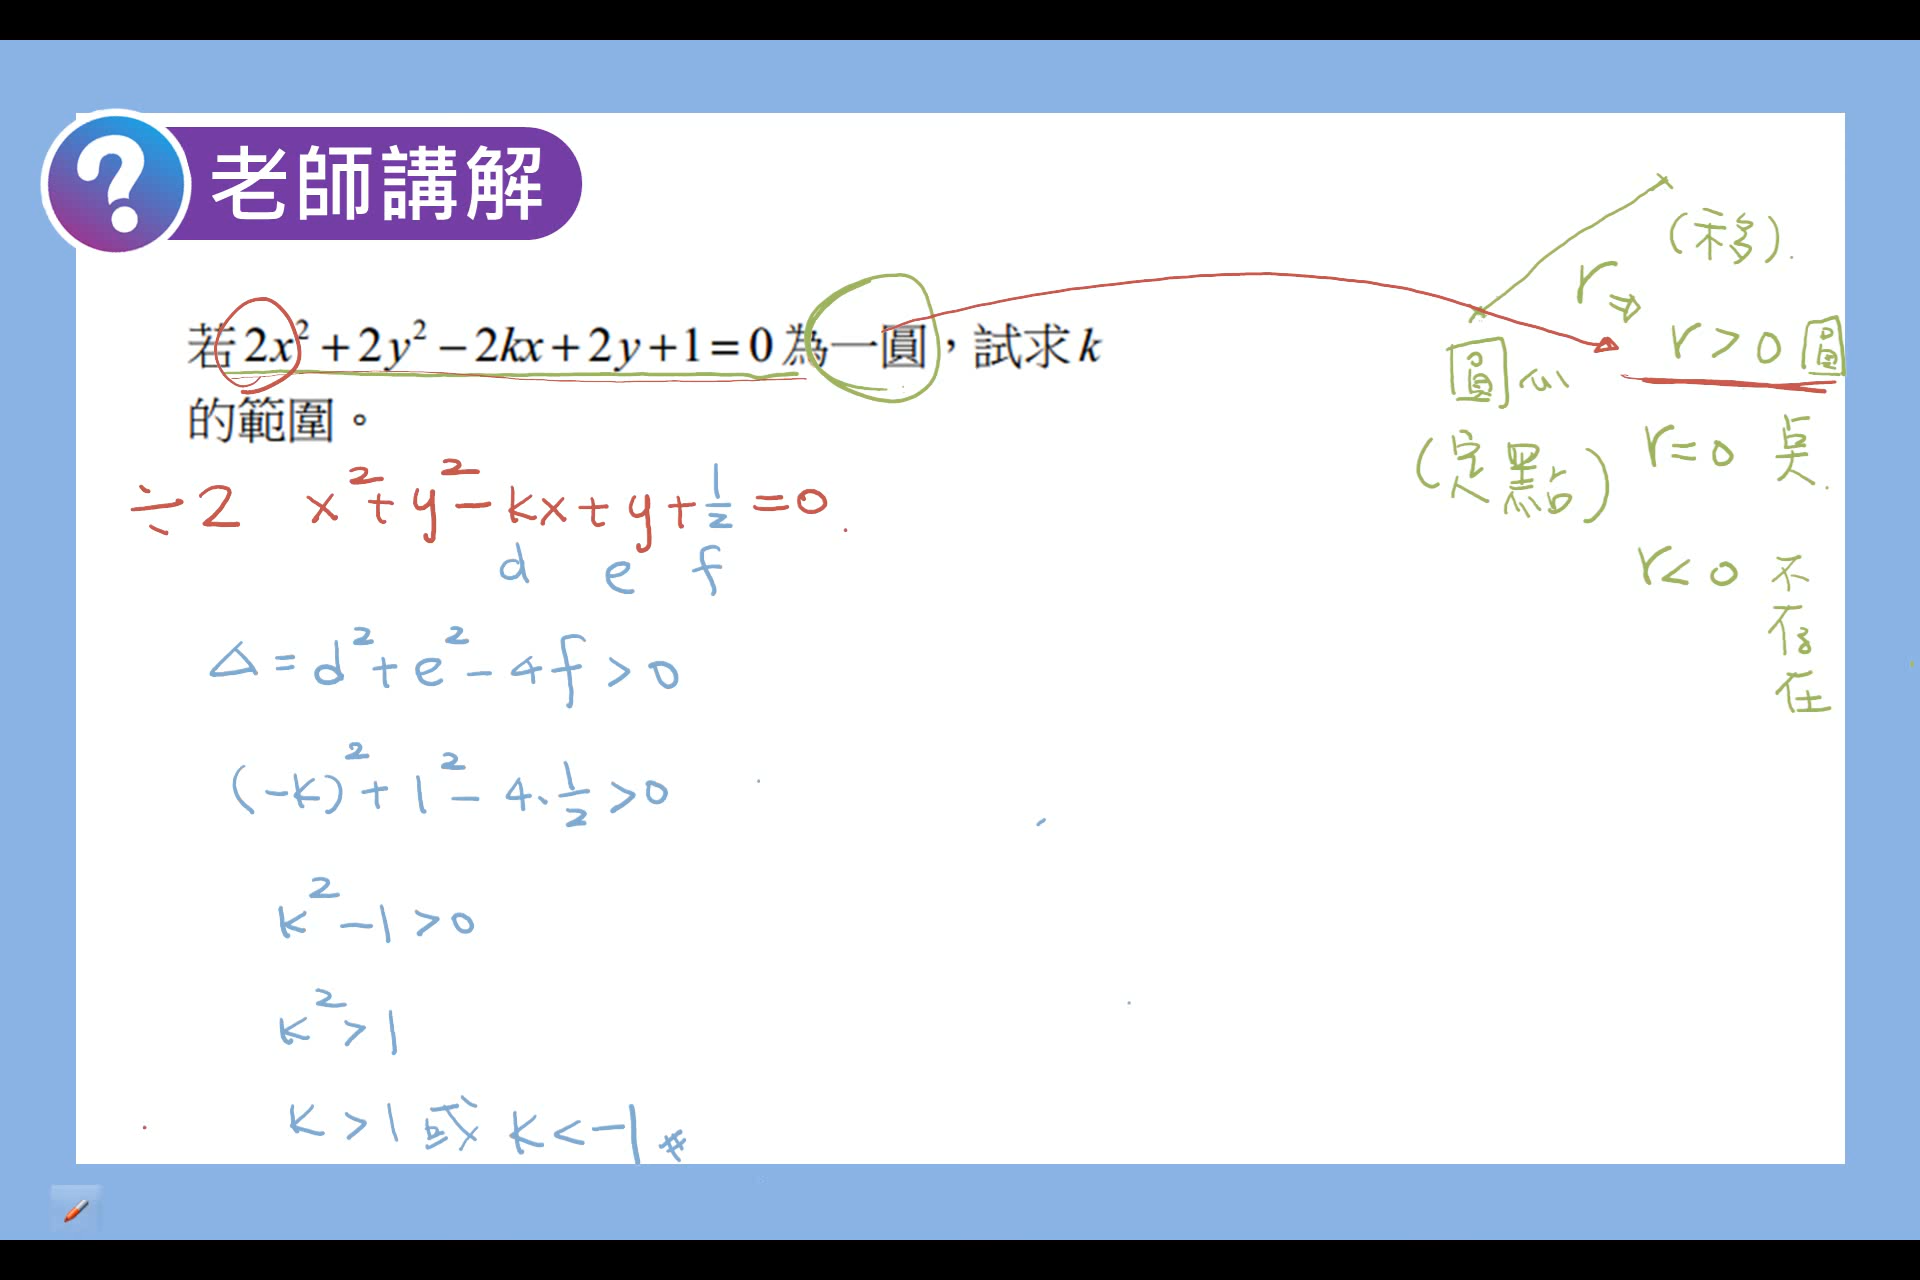 老師講解
若2x²+2y²−2kx+2y+1=0為一圓，試求k
的範圍。
÷2 x²+y²−kx+y+1/2=0
d e f
Δ=d²+e²−4f>0
(−k)²+1²−4·1/2>0
k²−1>0
k²>1
k>1或k<−1#
r⇒
(移)
圓心
(定點)
r>0 圓
r=0 点
r<0 不存在